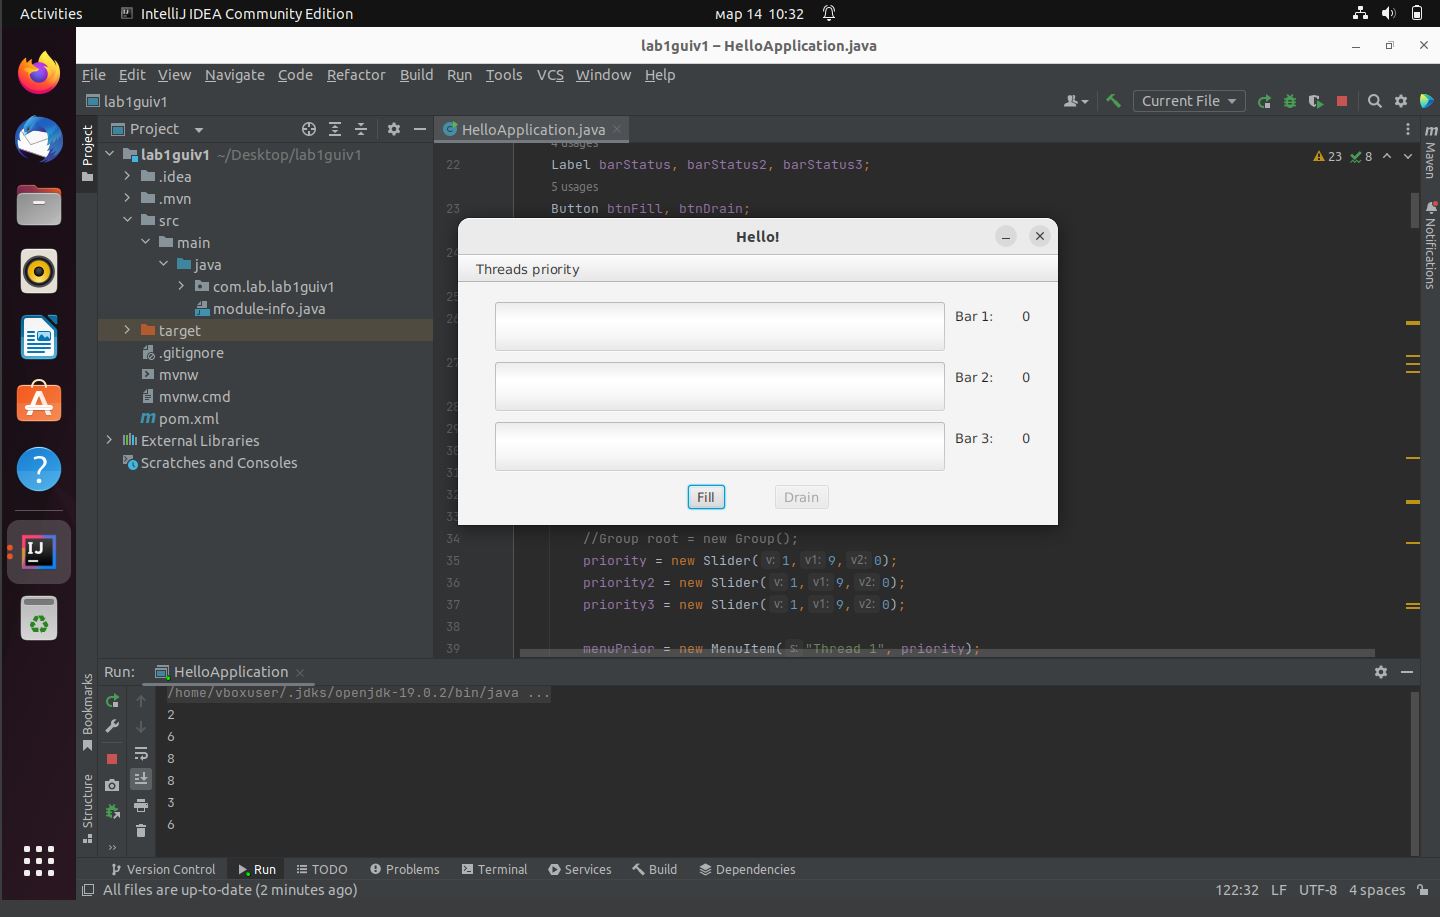 Activities IntelliJ IDEA Community Edition мар 14 10:32
lab1guiv1 – HelloApplication.java
File Edit View Navigate Code Refactor Build Run Tools VCS Window Help
lab1guiv1 Current File
Project
Project
lab1guiv1 ~/Desktop/lab1guiv1
.idea
.mvn
src
main
java
com.lab.lab1guiv1
module-info.java
target
.gitignore
mvnw
mvnw.cmd
pom.xml
External Libraries
Scratches and Consoles
HelloApplication.java
4 usages
22 Label barStatus, barStatus2, barStatus3;
5 usages
23 Button btnFill, btnDrain;
23 8
Maven
Notifications
Hello!
Threads priority
Bar 1: 0
Bar 2: 0
Bar 3: 0
Fill Drain
24
25
26
27
28
29
30
31
32
33
34 //Group root = new Group();
35 priority = new Slider( v: 1, v1: 9, v2: 0);
36 priority2 = new Slider( v: 1, v1: 9, v2: 0);
37 priority3 = new Slider( v: 1, v1: 9, v2: 0);
38
39 menuPrior = new MenuItem( s: "Thread 1", priority);
Run: HelloApplication
/home/vboxuser/.jdks/openjdk-19.0.2/bin/java ...
2
6
8
8
3
6
Bookmarks
Structure
Version Control Run TODO Problems Terminal Services Build Dependencies
All files are up-to-date (2 minutes ago) 122:32 LF UTF-8 4 spaces